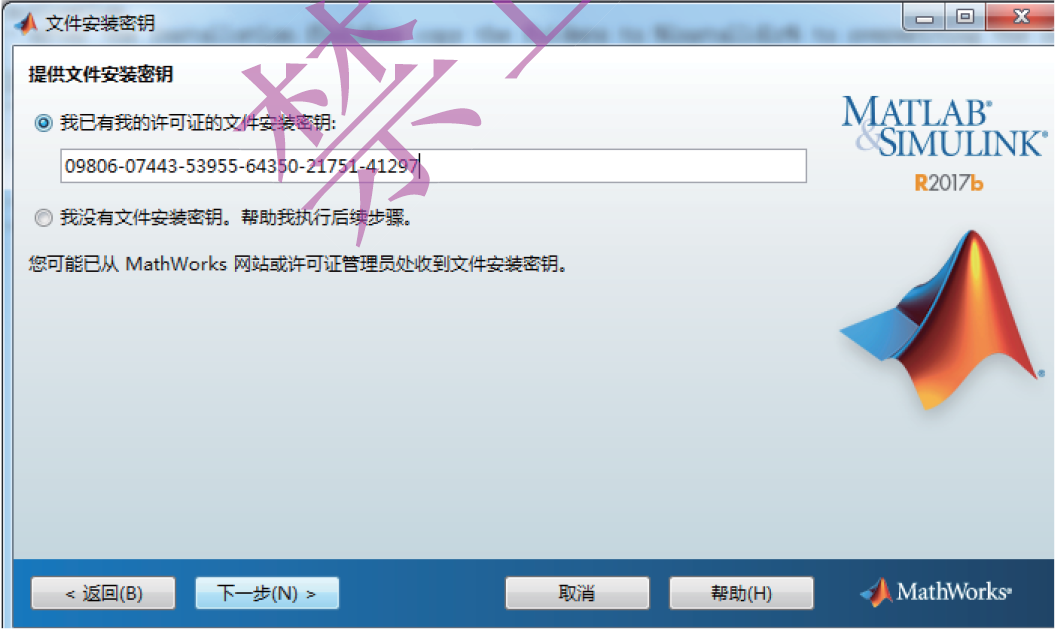 文件安装密钥
提供文件安装密钥
我已有我的许可证的文件安装密钥:
09806-07443-53955-64350-21751-41297
我没有文件安装密钥。帮助我执行后续步骤。
您可能已从 MathWorks 网站或许可证管理员处收到文件安装密钥。
MATLAB®
&SIMULINK®
R2017b
< 返回(B)
下一步(N) >
取消
帮助(H)
MathWorks®